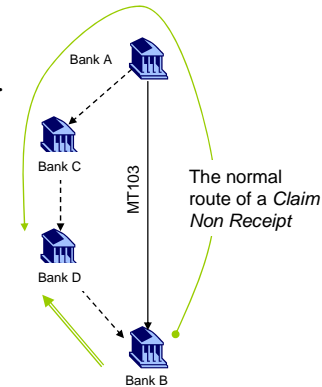 Bank A
.
Bank C
MT103
The normal
route of a Claim
Non Receipt
Bank D
Bank B